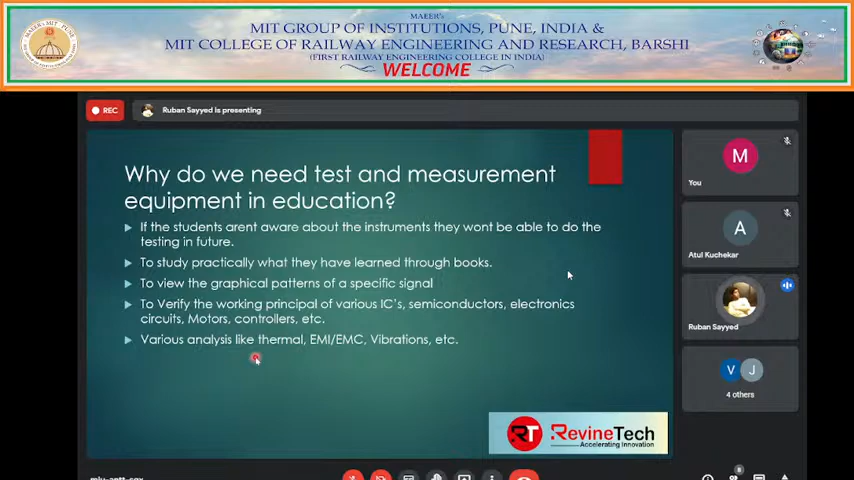 MAEER's
MIT GROUP OF INSTITUTIONS, PUNE, INDIA &
MIT COLLEGE OF RAILWAY ENGINEERING AND RESEARCH, BARSHI
(FIRST RAILWAY ENGINEERING COLLEGE IN INDIA)
WELCOME
REC
Ruban Sayyed is presenting
Why do we need test and measurement
equipment in education?
If the students arent aware about the instruments they wont be able to do the
testing in future.
To study practically what they have learned through books.
To view the graphical patterns of a specific signal
To Verify the working principal of various IC's, semiconductors, electronics
circuits, Motors, controllers, etc.
Various analysis like thermal, EMI/EMC, Vibrations, etc.
RT RevineTech
Accelerating Innovation
M
You
A
Atul Kuchekar
Ruban Sayyed
V J
4 others
8